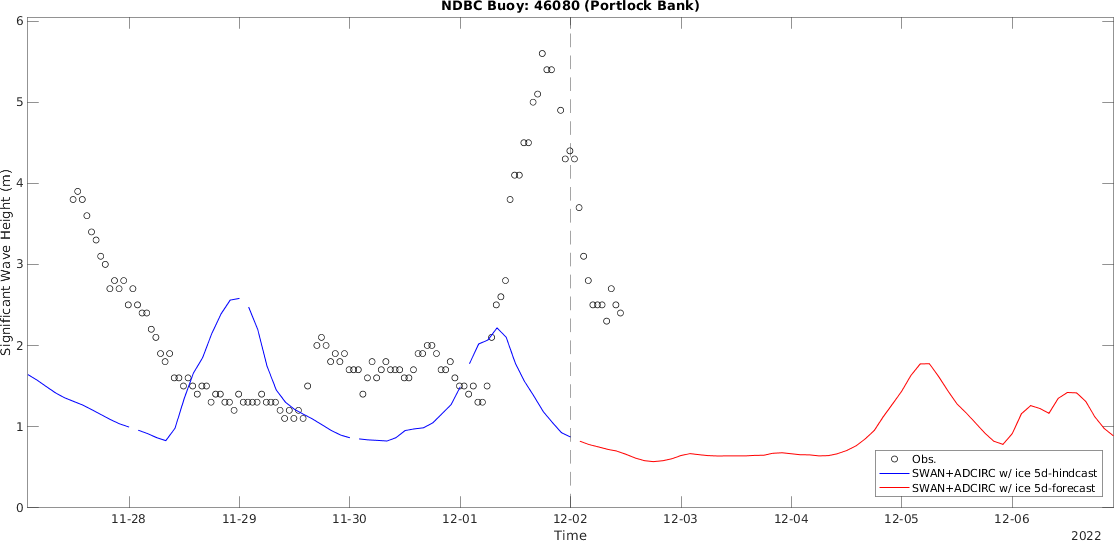 NDBC Buoy: 46080 (Portlock Bank)
6
5
4
3
2
1
0
Significant Wave Height (m)
11-28
11-29
11-30
12-01
12-02
12-03
12-04
12-05
12-06
Time
2022
Obs.
SWAN+ADCIRC w/ ice 5d-hindcast
SWAN+ADCIRC w/ ice 5d-forecast